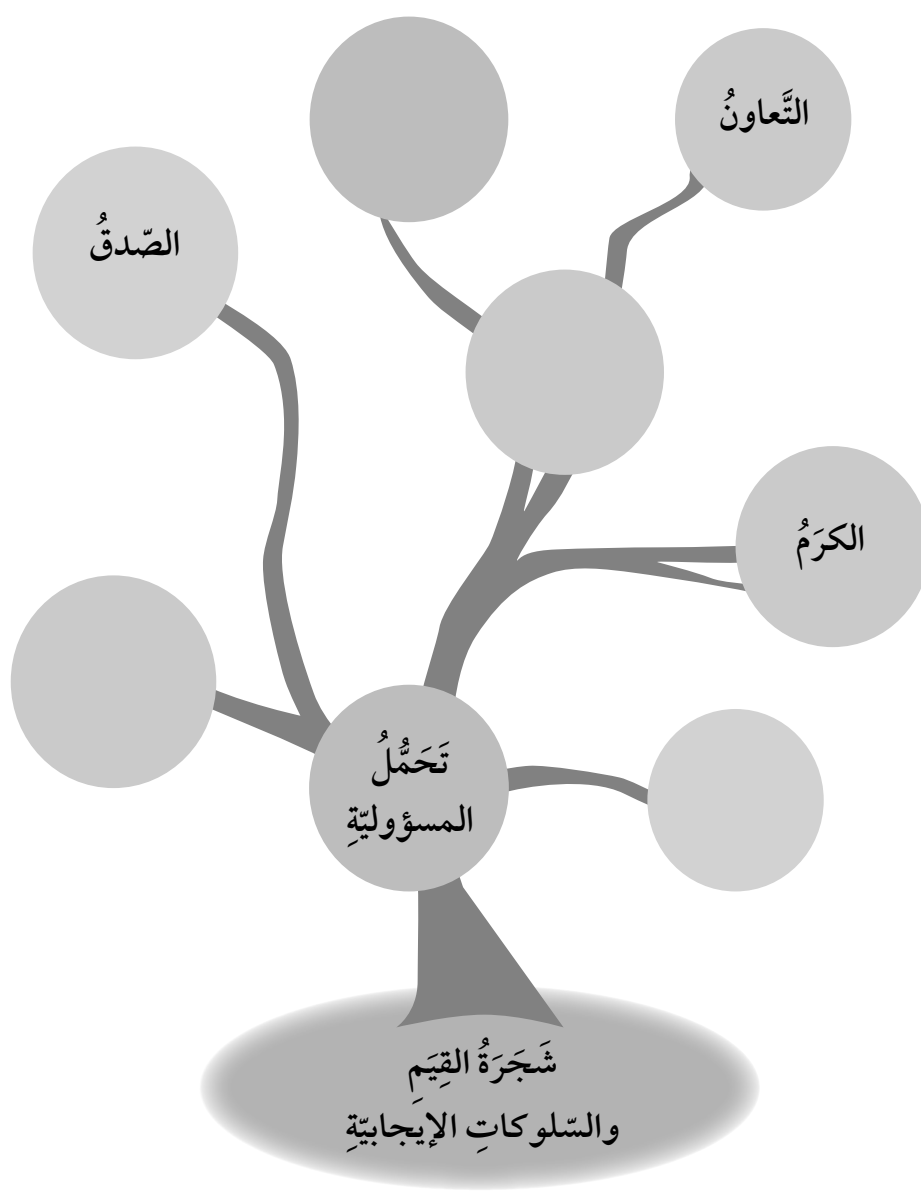 التَّعاونُ
الصّدقُ
الكرَمُ
تَحَمُّلُ
المسؤوليّةِ
شَجَرَةُ القِيَمِ
والسّلوكاتِ الإيجابيّةِ